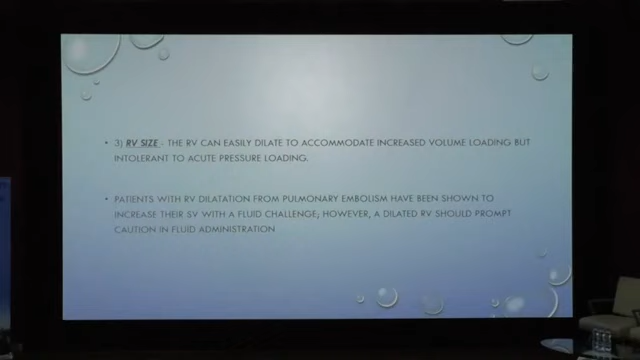 • 3) RV SIZE - THE RV CAN EASILY DILATE TO ACCOMMODATE INCREASED VOLUME LOADING BUT
INTOLERANT TO ACUTE PRESSURE LOADING.
• PATIENTS WITH RV DILATATION FROM PULMONARY EMBOLISM HAVE BEEN SHOWN TO
INCREASE THEIR SV WITH A FLUID CHALLENGE; HOWEVER, A DILATED RV SHOULD PROMPT
CAUTION IN FLUID ADMINISTRATION